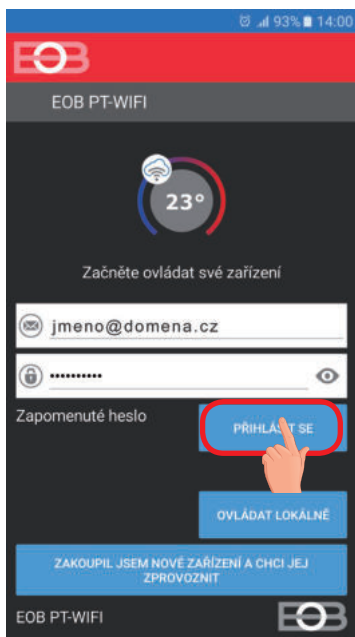 93% 14:00
EOB
EOB PT-WIFI
23°
Začněte ovládat své zařízení
jmeno@domena.cz
••••••••••
Zapomenuté heslo
PŘIHLÁSIT SE
OVLÁDAT LOKÁLNĚ
ZAKOUPIL JSEM NOVÉ ZAŘÍZENÍ A CHCI JEJ
ZPROVOZNIT
EOB PT-WIFI
EOB